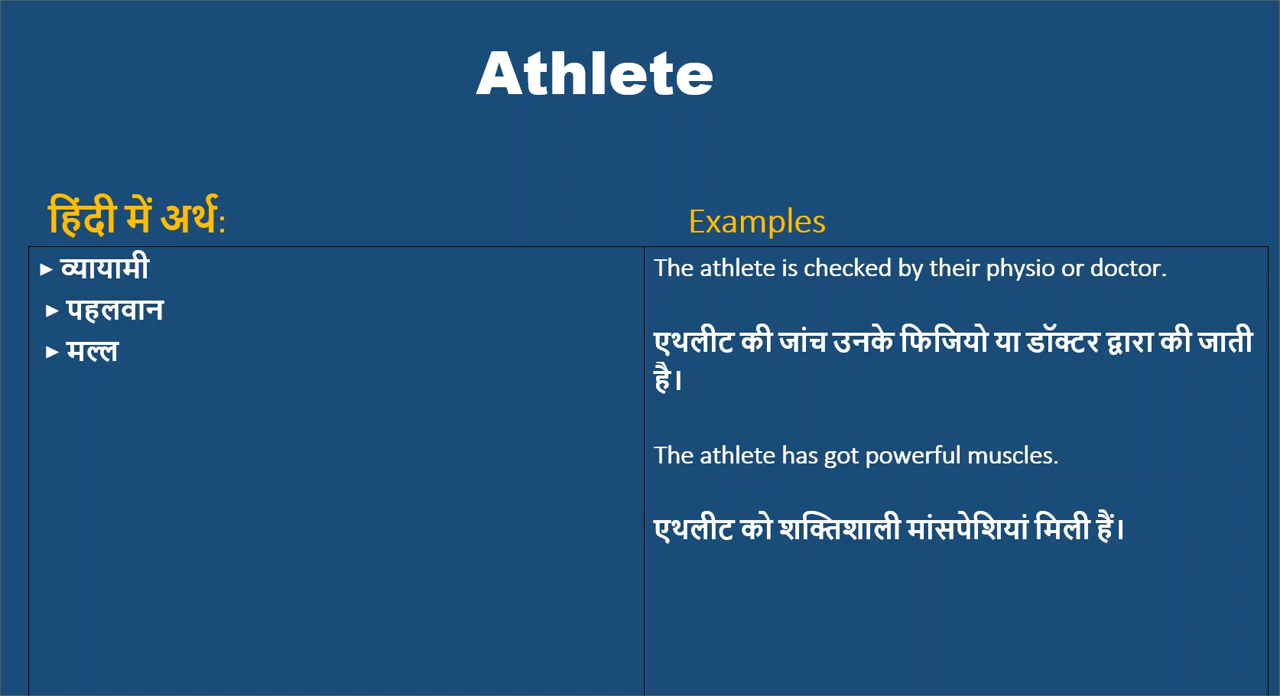 Athlete
हिंदी में अर्थ:
▸ व्यायामी
▸ पहलवान
▸ मल्ल
Examples
The athlete is checked by their physio or doctor.
एथलीट की जांच उनके फिजियो या डॉक्टर द्वारा की जाती
है।
The athlete has got powerful muscles.
एथलीट को शक्तिशाली मांसपेशियां मिली हैं।